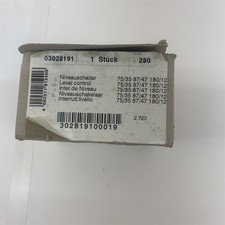 03028191 1 Stück 280
Niveauschalter 75/35 87/47 180/12
Level control 75/35 87/47 180/12
Inter.de Niveau 75/35 87/47 180/12
Niveauschakelaar 75/35 87/47 180/12
interrutt.livello 75/35 87/47 180/12
302819100019